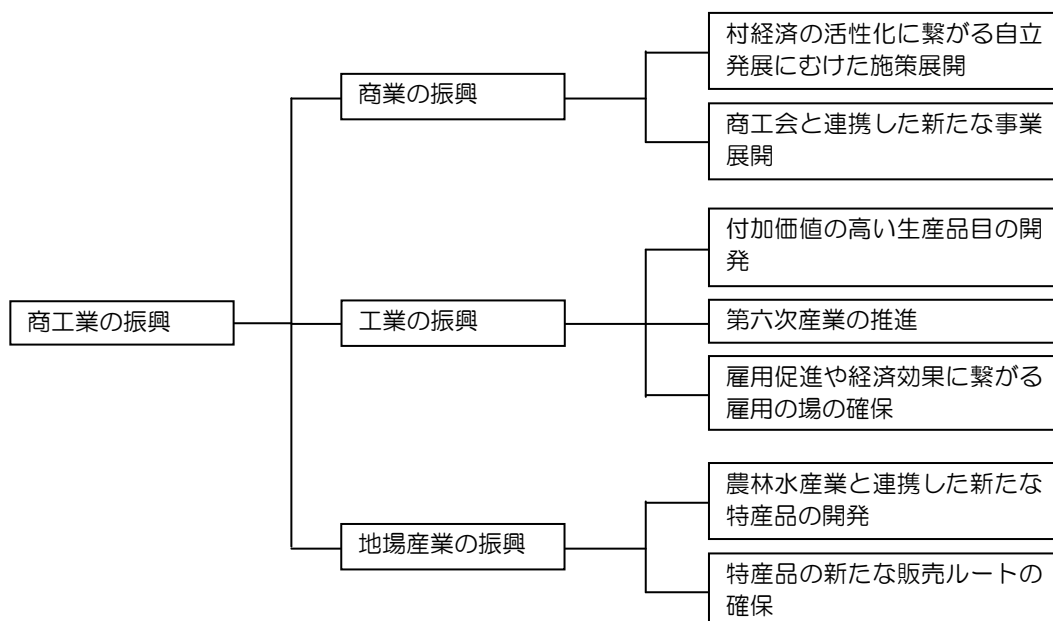 商工業の振興
商業の振興
村経済の活性化に繋がる自立
発展にむけた施策展開
商工会と連携した新たな事業
展開
工業の振興
付加価値の高い生産品目の開
発
第六次産業の推進
雇用促進や経済効果に繋がる
雇用の場の確保
地場産業の振興
農林水産業と連携した新たな
特産品の開発
特産品の新たな販売ルートの
確保